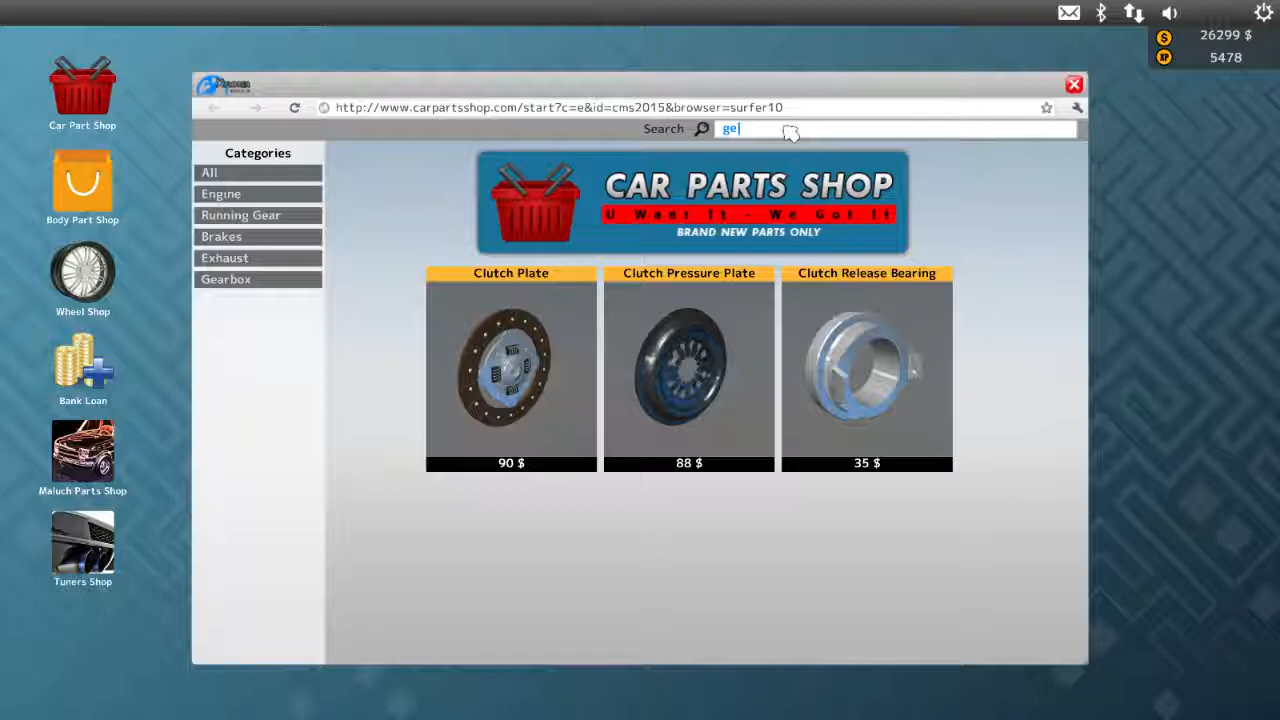 26299 $
5478
Car Part Shop
Body Part Shop
Wheel Shop
Bank Loan
Maluch Parts Shop
Tuners Shop
http://www.carpartsshop.com/start?c=e&id=cms2015&browser=surfer10
Search ge
Categories
All
Engine
Running Gear
Brakes
Exhaust
Gearbox
CAR PARTS SHOP
U Want It - We Got It
BRAND NEW PARTS ONLY
Clutch Plate
90 $
Clutch Pressure Plate
88 $
Clutch Release Bearing
35 $